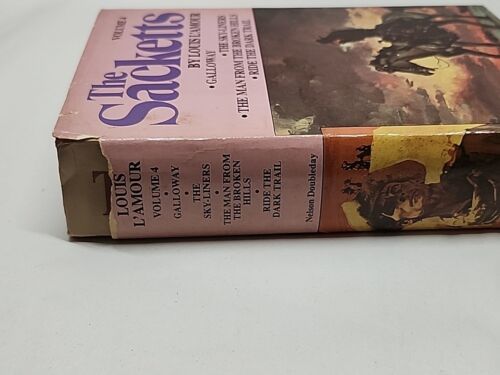 VOLUME 4
The
Sacketts
BY LOUIS L'AMOUR
• GALLOWAY
• THE SKY-LINERS
• THE MAN FROM THE BROKEN HILLS
• RIDE THE DARK TRAIL
LOUIS
L'AMOUR
VOLUME 4
•
GALLOWAY
•
THE
SKY-LINERS
•
THE MAN FROM
THE BROKEN
HILLS
•
RIDE THE
DARK TRAIL
Nelson Doubleday